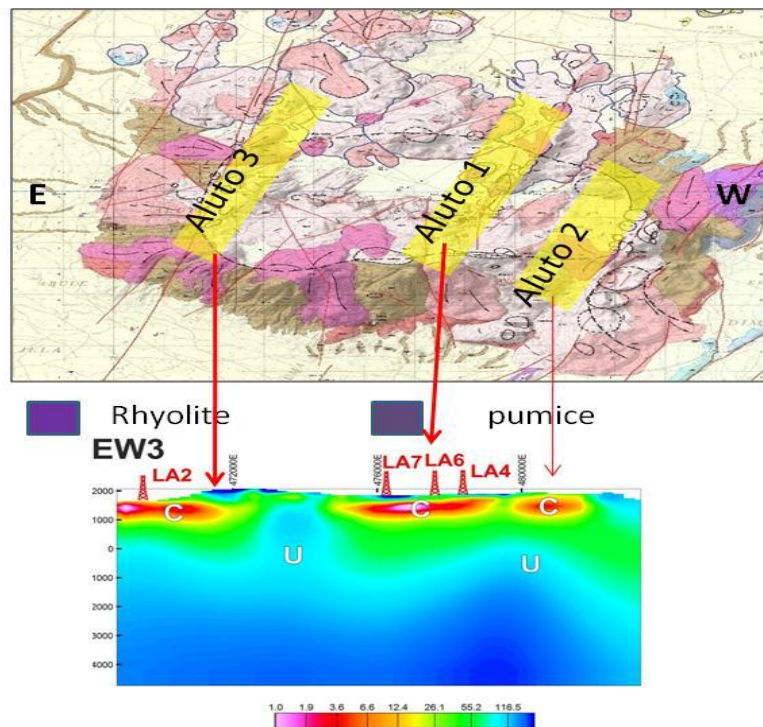 E
W
Aluto 3
Aluto 1
Aluto 2
Rhyolite
pumice
EW3
472000E
476000E
480000E
LA2
LA7
LA6
LA4
2000
1000
0
1000
2000
3000
4000
C
C
C
U
U
1.0
1.9
3.6
6.6
12.4
26.1
55.2
116.5